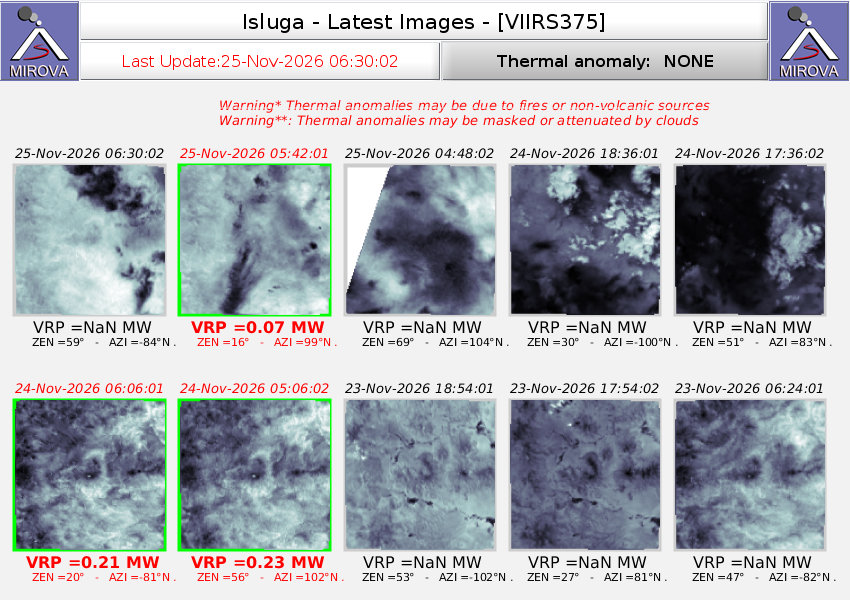 Isluga - Latest Images - [VIIRS375]
MIROVA
Last Update:25-Nov-2026 06:30:02
Thermal anomaly: NONE
MIROVA
Warning* Thermal anomalies may be due to fires or non-volcanic sources
Warning**: Thermal anomalies may be masked or attenuated by clouds
25-Nov-2026 06:30:02
25-Nov-2026 05:42:01
25-Nov-2026 04:48:02
24-Nov-2026 18:36:01
24-Nov-2026 17:36:02
VRP =NaN MW
VRP =0.07 MW
VRP =NaN MW
VRP =NaN MW
VRP =NaN MW
ZEN =59° - AZI =-84°N .
ZEN =16° - AZI =99°N .
ZEN =69° - AZI =104°N .
ZEN =30° - AZI =-100°N .
ZEN =51° - AZI =83°N .
24-Nov-2026 06:06:01
24-Nov-2026 05:06:02
23-Nov-2026 18:54:01
23-Nov-2026 17:54:02
23-Nov-2026 06:24:01
VRP =0.21 MW
VRP =0.23 MW
VRP =NaN MW
VRP =NaN MW
VRP =NaN MW
ZEN =20° - AZI =-81°N .
ZEN =56° - AZI =102°N .
ZEN =53° - AZI =-102°N .
ZEN =27° - AZI =81°N .
ZEN =47° - AZI =-82°N .